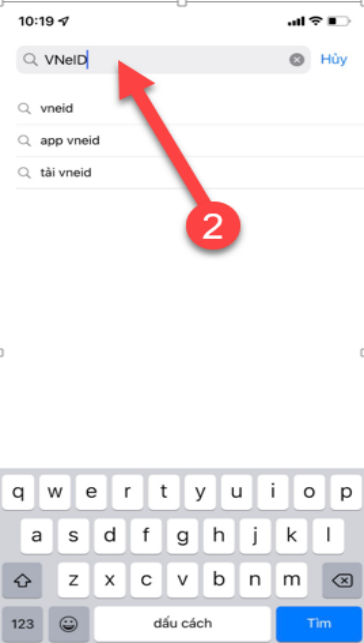 10:19
VNeID
Hủy
vneid
app vneid
tải vneid
2
q w e r t y u i o p
a s d f g h j k l
z x c v b n m
123 dấu cách Tìm